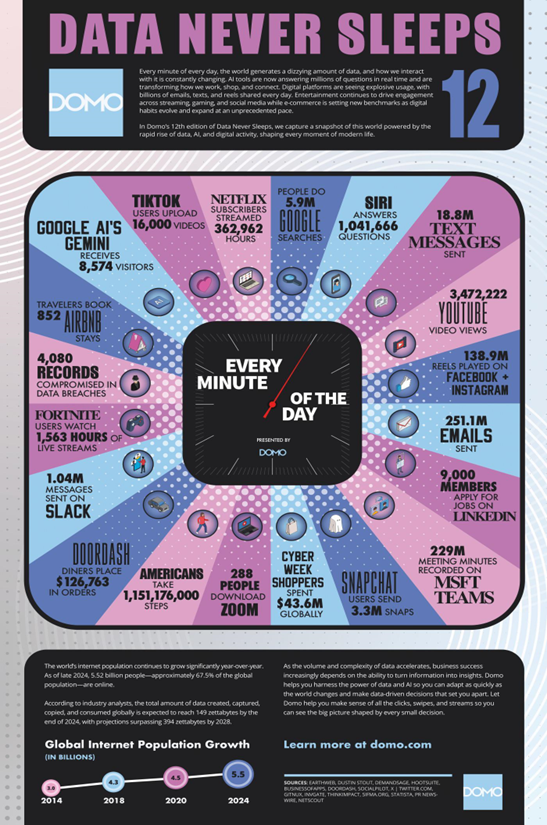 DATA NEVER SLEEPS
DOMO
Every minute of every day, the world generates a dizzying amount of data, and how we interact
with it is constantly changing. AI tools are now answering millions of questions in real time and are
transforming how we work, shop, and connect. Digital platforms are seeing explosive usage, with
billions of emails, texts, and reels shared every day. Entertainment continues to drive engagement
across streaming, gaming, and social media while e-commerce is setting new benchmarks as digital
habits evolve and expand at an unprecedented pace.
In Domo's 12th edition of Data Never Sleeps, we capture a snapshot of this world powered by the
rapid rise of data, AI, and digital activity, shaping every moment of modern life.
12
GOOGLE AI'S
GEMINI
RECEIVES
8,574 VISITORS
TIKTOK
USERS UPLOAD
16,000 VIDEOS
NETFLIX
SUBSCRIBERS
STREAMED
362,962
HOURS
PEOPLE DO
5.9M
GOOGLE
SEARCHES
SIRI
ANSWERS
1,041,666
QUESTIONS
18.8M
TEXT
MESSAGES
SENT
3,472,222
YOUTUBE
VIDEO VIEWS
138.9M
REELS PLAYED ON
FACEBOOK +
INSTAGRAM
251.1M
EMAILS
SENT
9,000
MEMBERS
APPLY FOR
JOBS ON
LINKEDIN
229M
MEETING MINUTES
RECORDED ON
MSFT
TEAMS
SNAPCHAT
USERS SEND
3.3M SNAPS
CYBER
WEEK
SHOPPERS
SPENT
$43.6M
GLOBALLY
288
PEOPLE
DOWNLOAD
ZOOM
AMERICANS
TAKE
1,151,176,000
STEPS
DOORDASH
DINERS PLACE
$126,763
IN ORDERS
1.04M
MESSAGES
SENT ON
SLACK
FORTNITE
USERS WATCH
1,563 HOURS OF
LIVE STREAMS
4,080
RECORDS
COMPROMISED IN
DATA BREACHES
TRAVELERS BOOK
852 AIRBNB
STAYS
EVERY
MINUTE
OF THE
DAY
PRESENTED BY
DOMO
The world's internet population continues to grow significantly year-over-year.
As of late 2024, 5.52 billion people—approximately 67.5% of the global
population—are online.
According to industry analysts, the total amount of data created, captured,
copied, and consumed globally is expected to reach 149 zettabytes by the
end of 2024, with projections surpassing 394 zettabytes by 2028.
Global Internet Population Growth
(IN BILLIONS)
3.0
4.3
4.5
5.5
2014
2018
2020
2024
As the volume and complexity of data accelerates, business success
increasingly depends on the ability to turn information into insights. Domo
helps you harness the power of data and AI so you can adapt as quickly as
the world changes and make data-driven decisions that set you apart. Let
Domo help you make sense of all the clicks, swipes, and streams so you
can see the big picture shaped by every small decision.
Learn more at domo.com
SOURCES: EARTHWEB, DUSTIN STOUT, DEMANDSAGE, HOOTSUITE,
BUSINESSOFAPPS, DOORDASH, SOCIALPILOT, X | TWITTER.COM,
GITNUX, INVGATE, THINKIMPACT, SIFMA.ORG, STATISTA, PR NEWS-
WIRE, NETSCOUT
DOMO